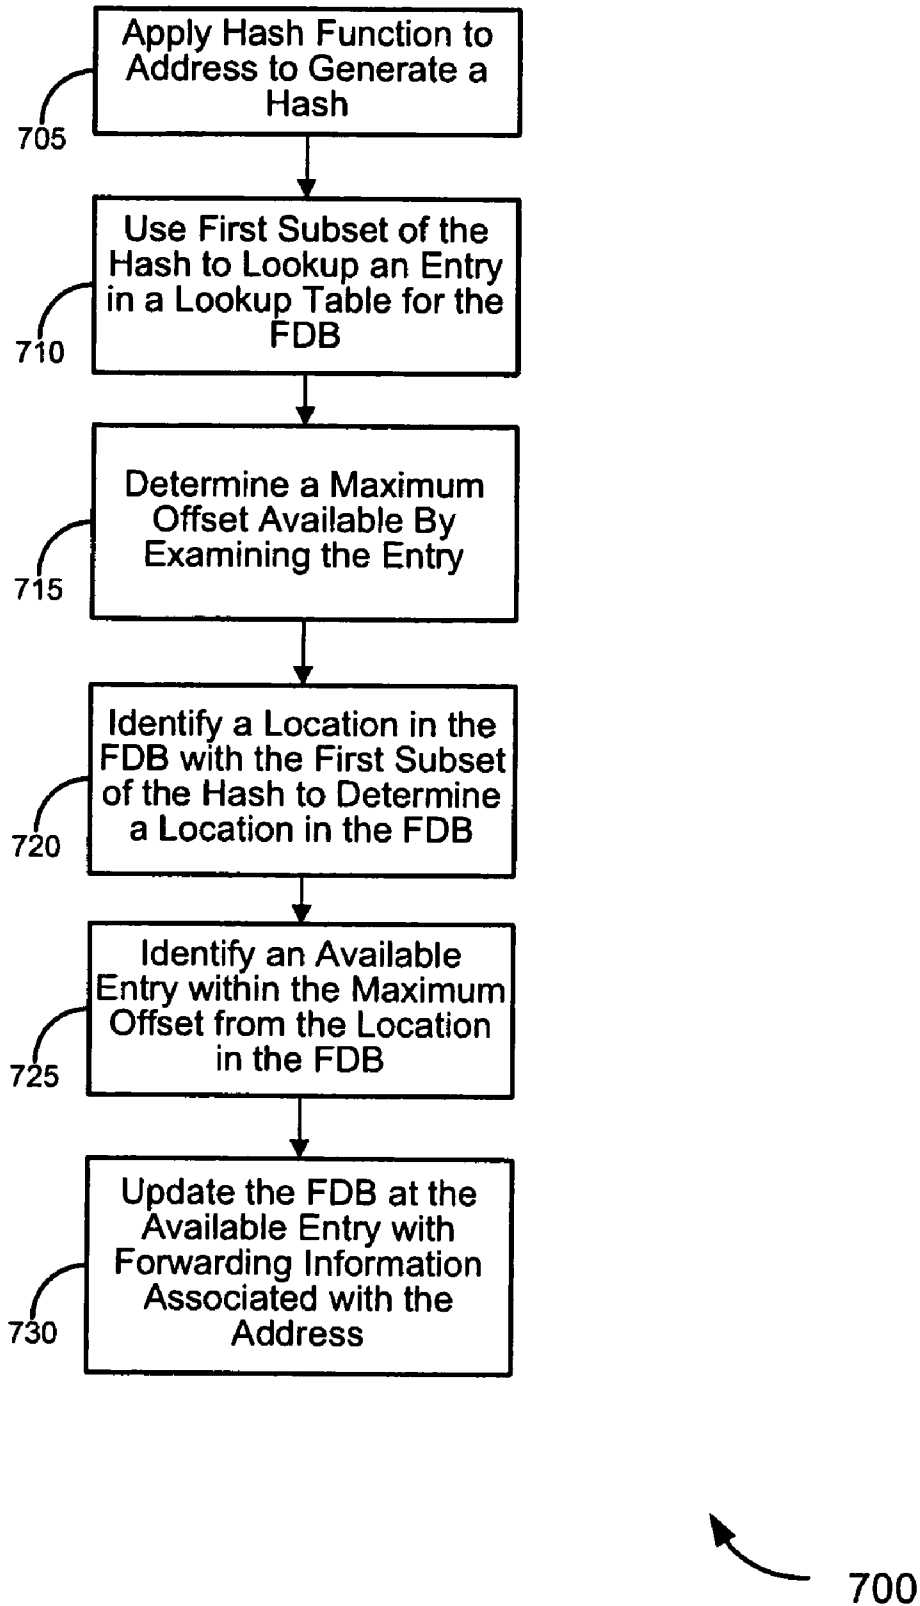 Apply Hash Function to
Address to Generate a
Hash
705
Use First Subset of the
Hash to Lookup an Entry
in a Lookup Table for the
FDB
710
Determine a Maximum
Offset Available By
Examining the Entry
715
Identify a Location in the
FDB with the First Subset
of the Hash to Determine
a Location in the FDB
720
Identify an Available
Entry within the Maximum
Offset from the Location
in the FDB
725
Update the FDB at the
Available Entry with
Forwarding Information
Associated with the
Address
730
700